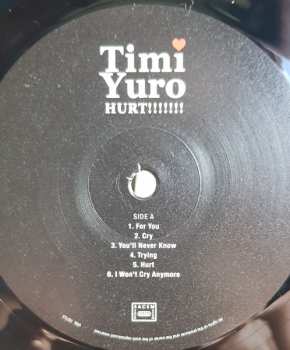 Timi
Yuro
HURT!!!!!!!
SIDE A
1. For You
2. Cry
3. You'll Never Know
4. Trying
5. Hurt
6. I Won't Cry Anymore
SACEM